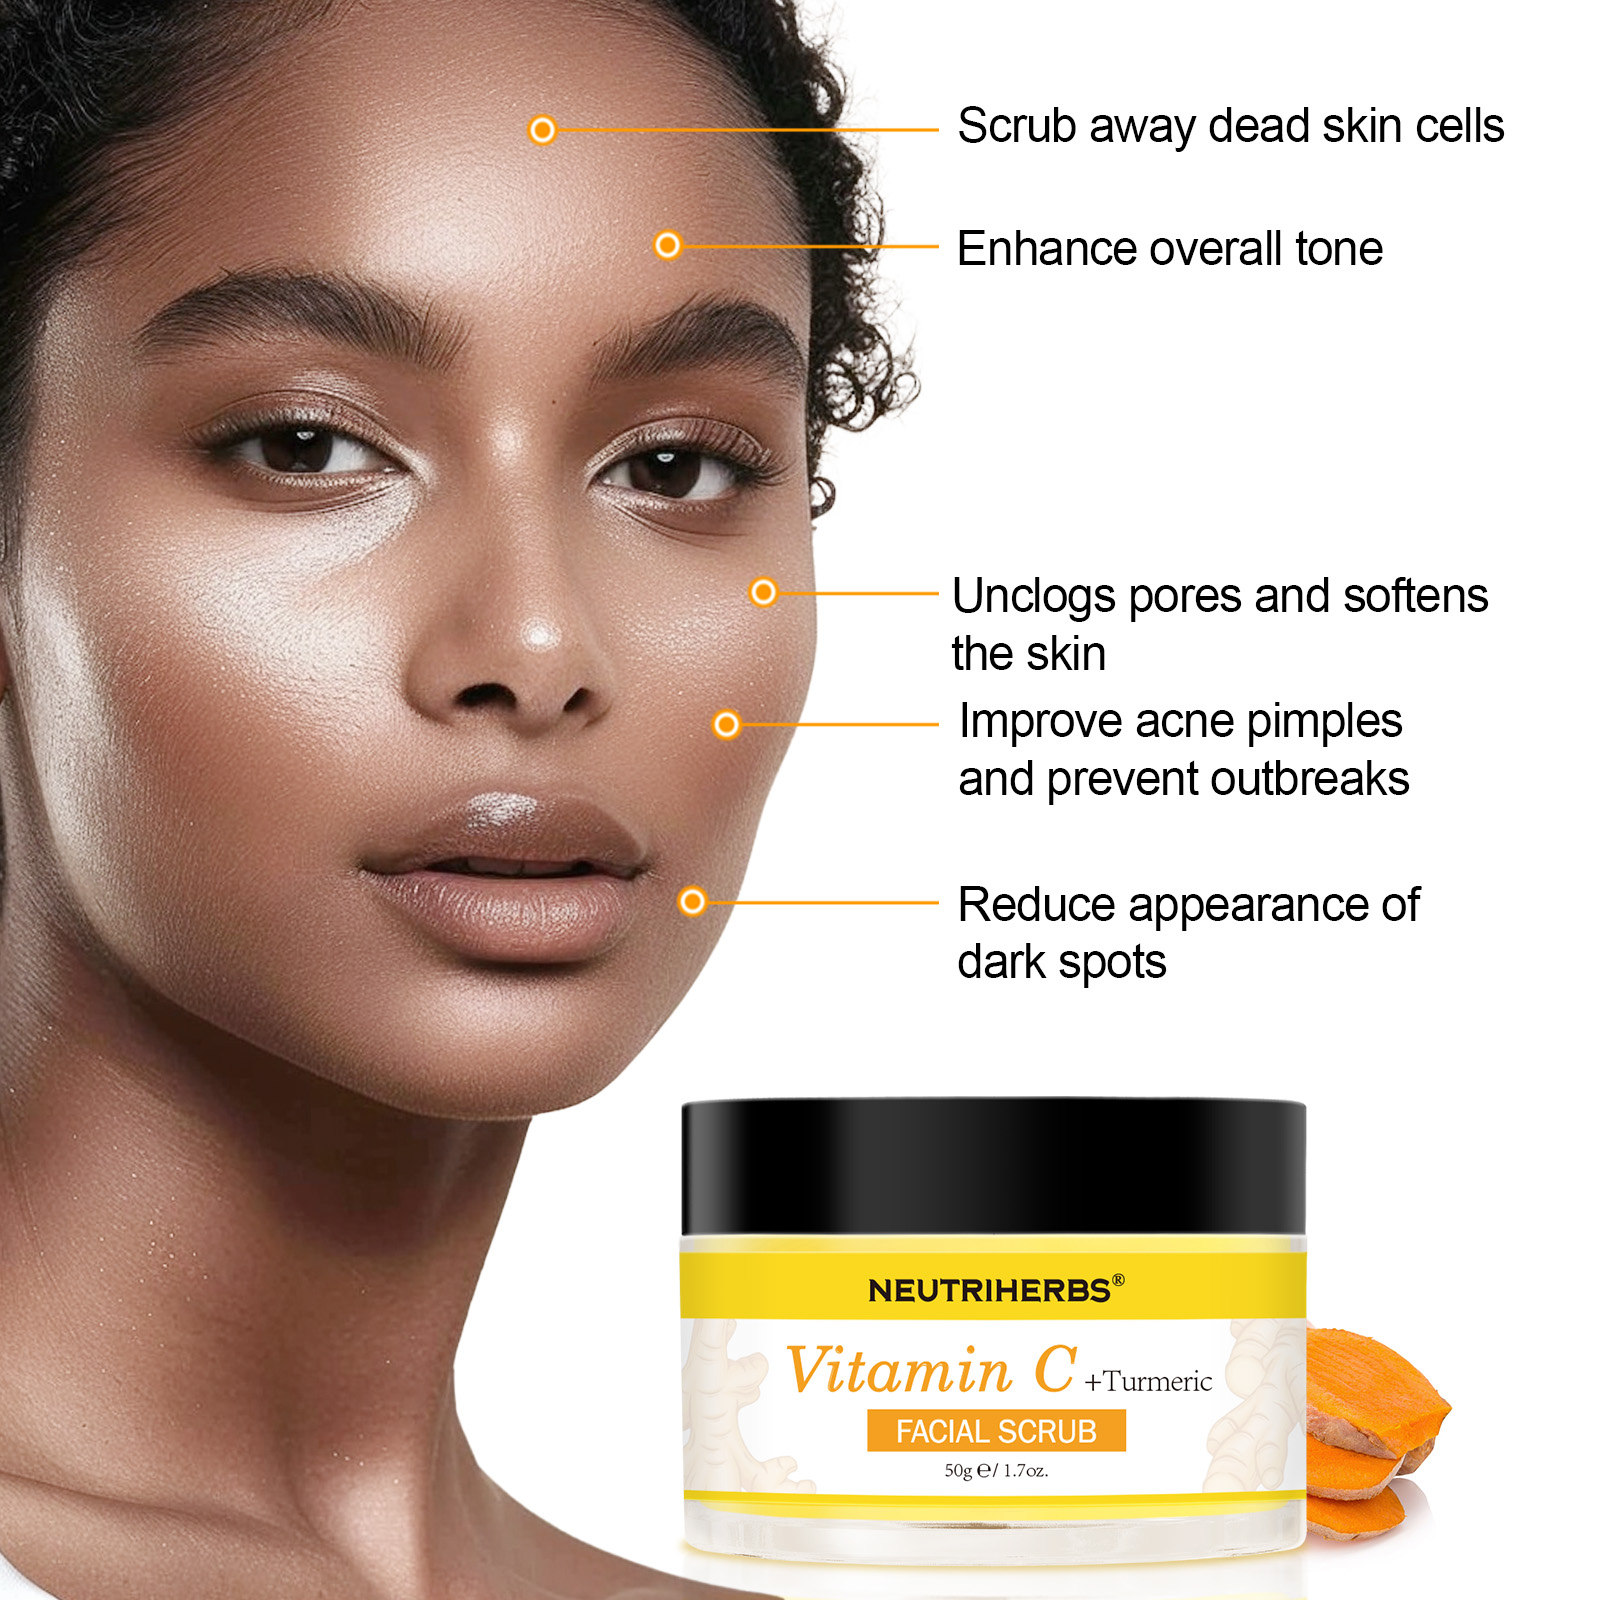 Scrub away dead skin cells
Enhance overall tone
Unclogs pores and softens
the skin
Improve acne pimples
and prevent outbreaks
Reduce appearance of
dark spots
NEUTRIHERBS®
Vitamin C +Turmeric
FACIAL SCRUB
50g ℮/ 1.7oz.